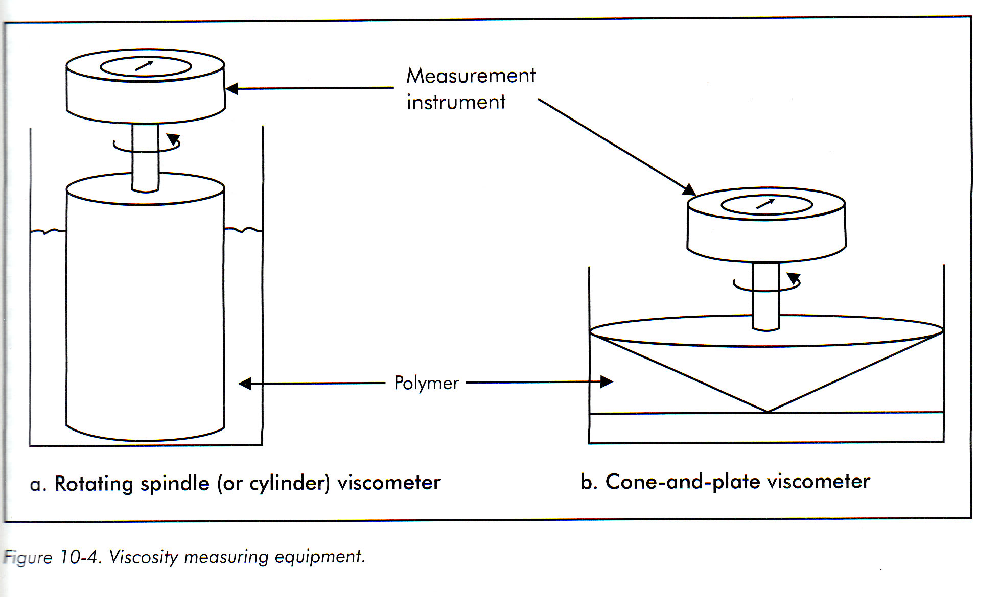 Measurement
instrument
Polymer
a. Rotating spindle (or cylinder) viscometer
b. Cone-and-plate viscometer
Figure 10-4. Viscosity measuring equipment.